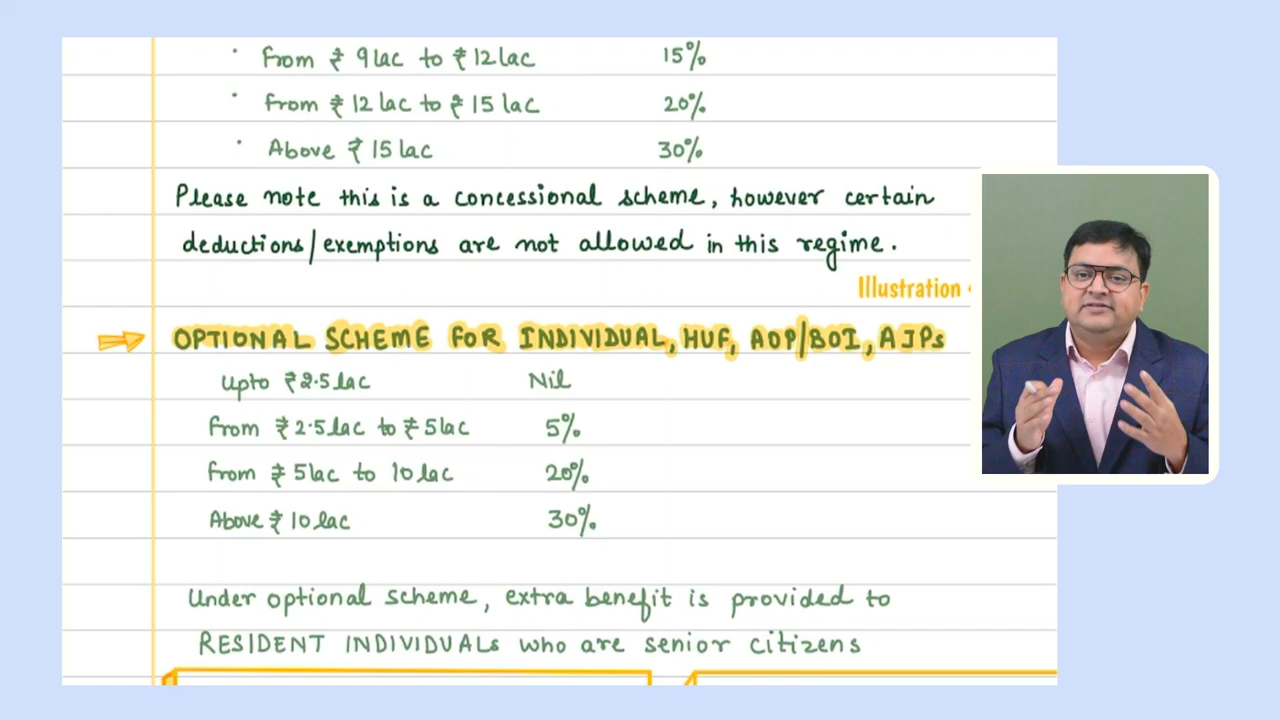 • From ₹ 9 lac to ₹ 12 lac 15%
• From ₹ 12 lac to ₹ 15 lac 20%
• Above ₹ 15 lac 30%
Please note this is a concessional scheme, however certain
deductions/exemptions are not allowed in this regime.
Illustration
OPTIONAL SCHEME FOR INDIVIDUAL, HUF, AOP/BOI, AJPs
Upto ₹2.5 lac Nil
From ₹2.5 lac to ₹5 lac 5%
From ₹ 5 lac to 10 lac 20%
Above ₹ 10 lac 30%
Under optional scheme, extra benefit is provided to
RESIDENT INDIVIDUALs who are senior citizens